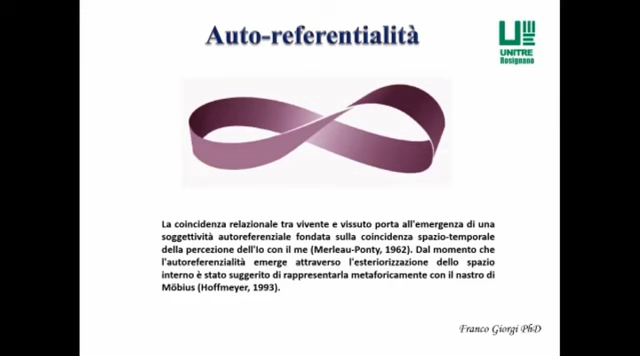 Auto-referentialità
UNITRE
Rosignano
La coincidenza relazionale tra vivente e vissuto porta all'emergenza di una
soggettività autoreferenziale fondata sulla coincidenza spazio-temporale
della percezione dell'Io con il me (Merleau-Ponty, 1962). Dal momento che
l'autoreferenzialità emerge attraverso l'esteriorizzazione dello spazio
interno è stato suggerito di rappresentarla metaforicamente con il nastro di
Möbius (Hoffmeyer, 1993).
Franco Giorgi PhD